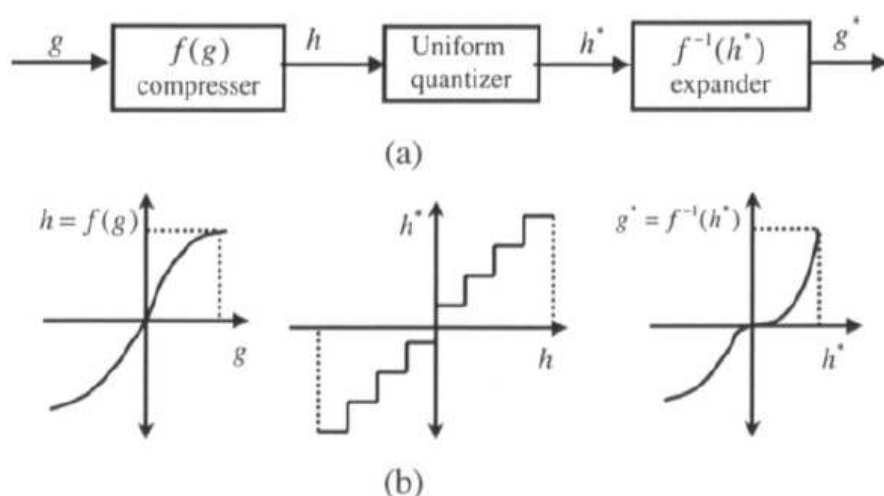 g
f(g)
compresser
h
Uniform
quantizer
h*
f⁻¹(h*)
expander
g*
(a)
h = f(g)
g
h*
h
g* = f⁻¹(h*)
h*
(b)